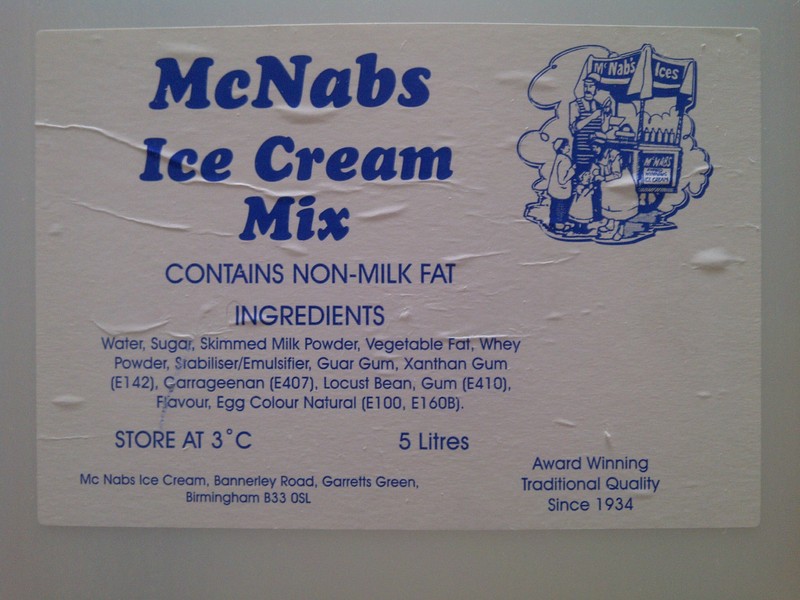 McNabs
Ice Cream
Mix
McNab's Ices
McNAB'S
CONTAINS NON-MILK FAT
INGREDIENTS
Water, Sugar, Skimmed Milk Powder, Vegetable Fat, Whey
Powder, Stabiliser/Emulsifier, Guar Gum, Xanthan Gum
(E142), Carrageenan (E407), Locust Bean, Gum (E410),
Flavour, Egg Colour Natural (E100, E160B).
STORE AT 3°C 5 Litres
Mc Nabs Ice Cream, Bannerley Road, Garretts Green,
Birmingham B33 0SL
Award Winning
Traditional Quality
Since 1934